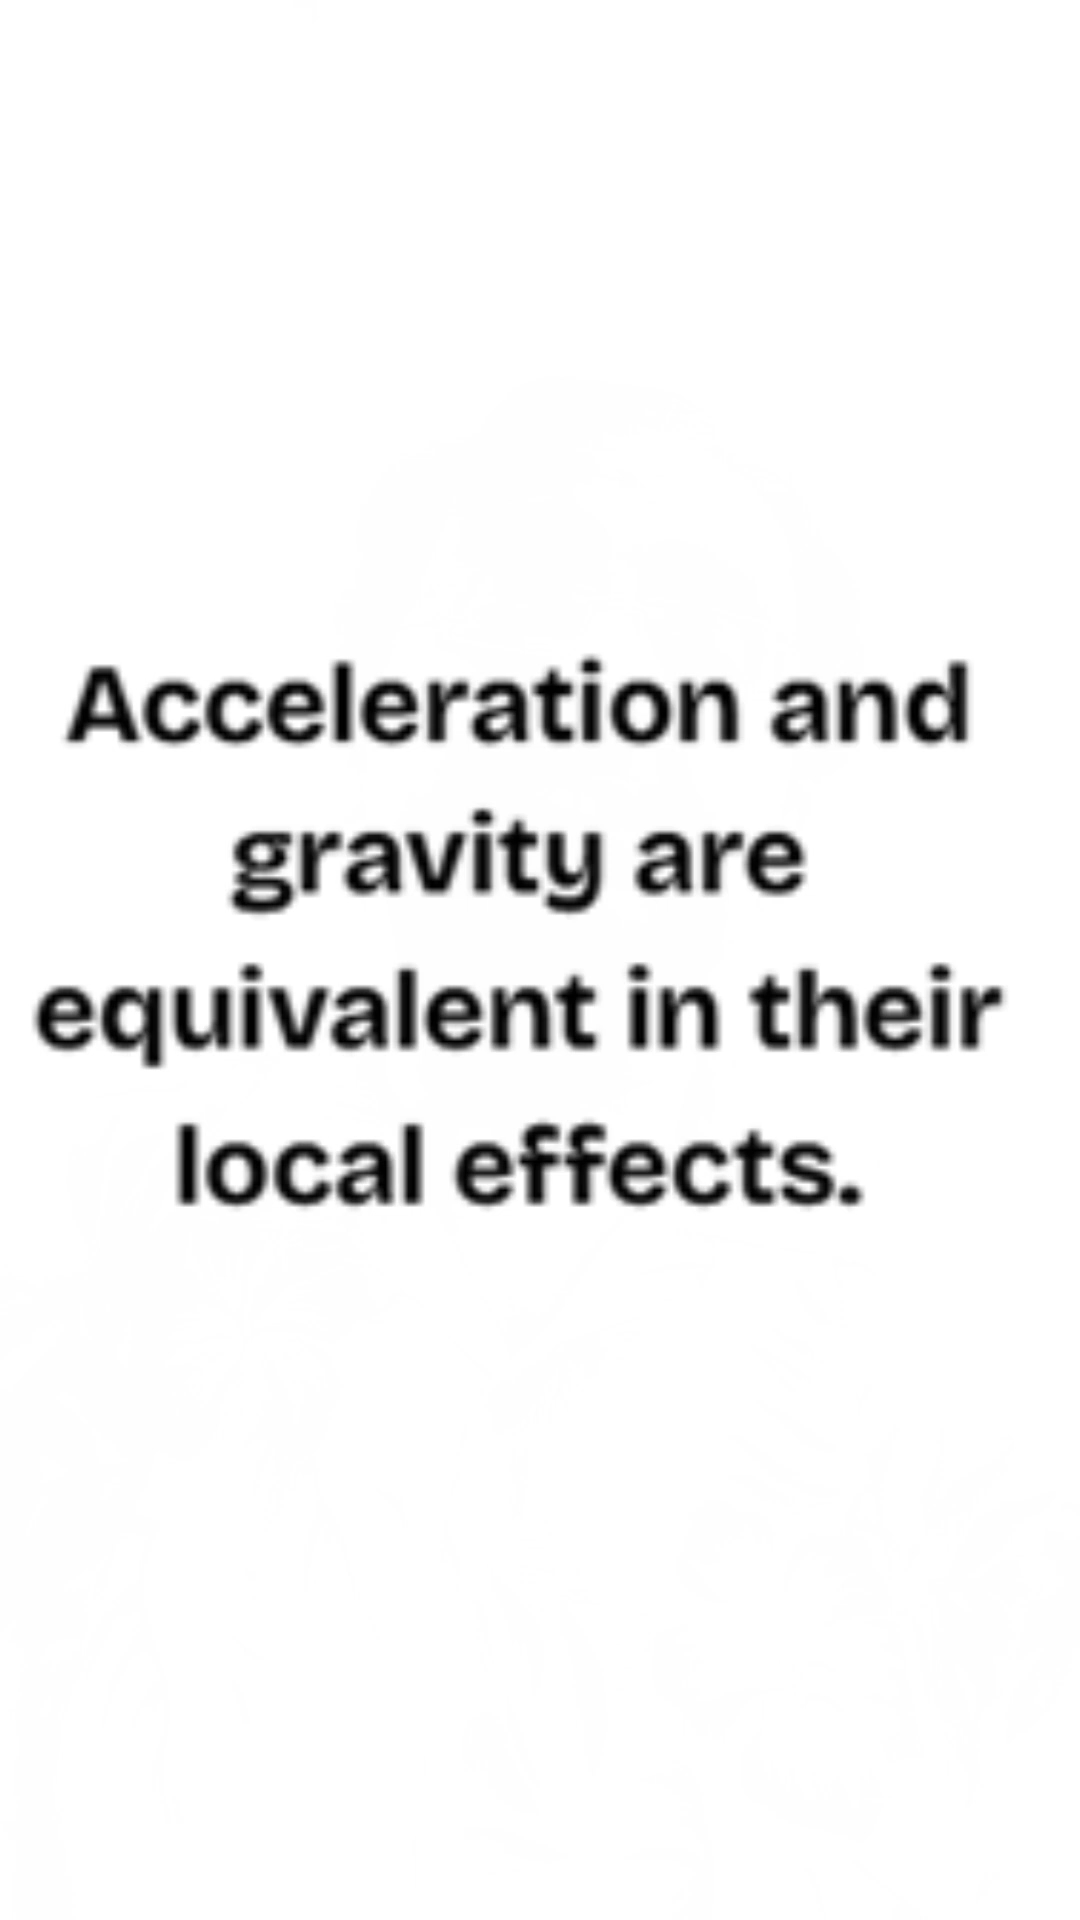 Acceleration and
gravity are
equivalent in their
local effects.